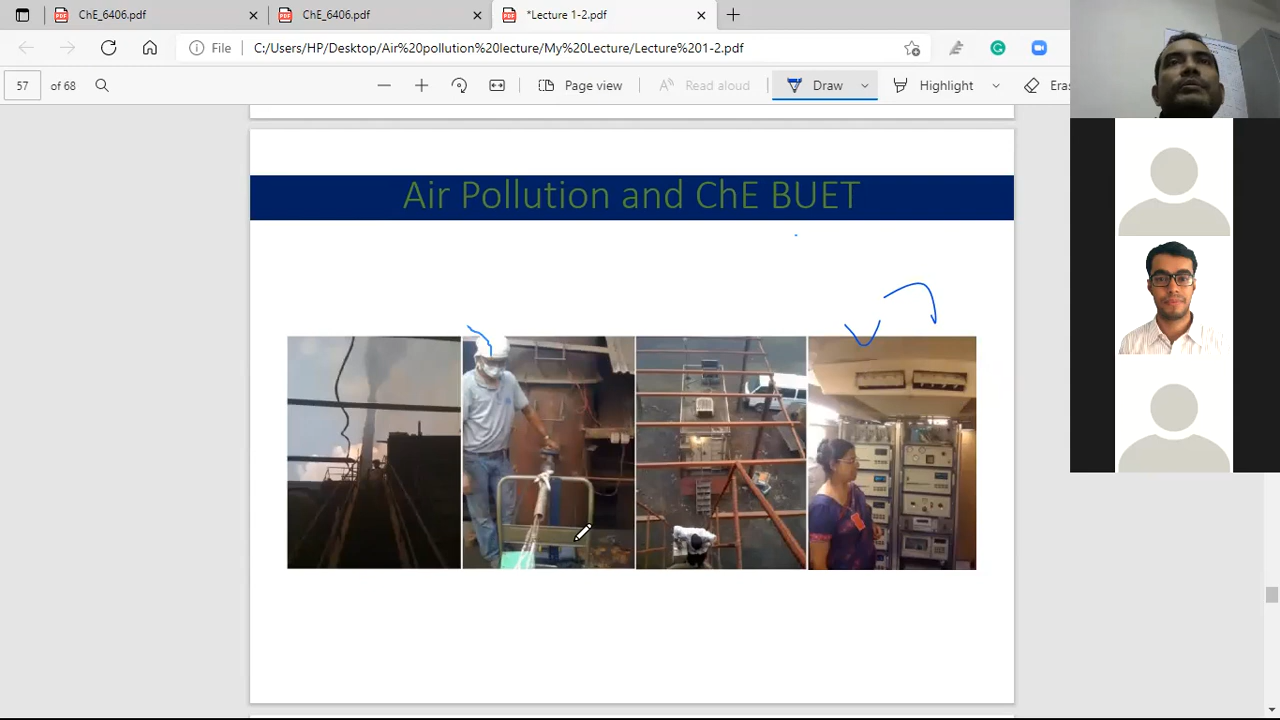 ChE_6406.pdf
ChE_6406.pdf
*Lecture 1-2.pdf
File
C:/Users/HP/Desktop/Air%20pollution%20lecture/My%20Lecture/Lecture%201-2.pdf
57 of 68
Page view
Read aloud
Draw
Highlight
Era
Air Pollution and ChE BUET